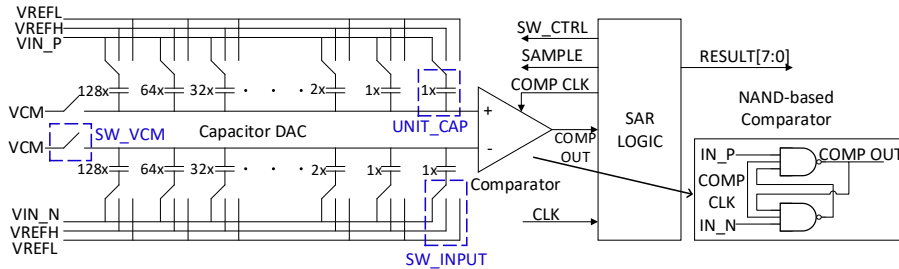 VREFL
VREFH
VIN_P
128x 64x 32x · · · 2x 1x 1x
VCM
UNIT_CAP
SW_VCM
Capacitor DAC
VCM
128x 64x 32x · · · 2x 1x 1x
VIN_N
VREFH
VREFL
SW_INPUT
+
-
Comparator
SW_CTRL
SAMPLE
COMP CLK
COMP
OUT
CLK
SAR
LOGIC
RESULT[7:0]
NAND-based
Comparator
IN_P
COMP OUT
COMP
CLK
IN_N